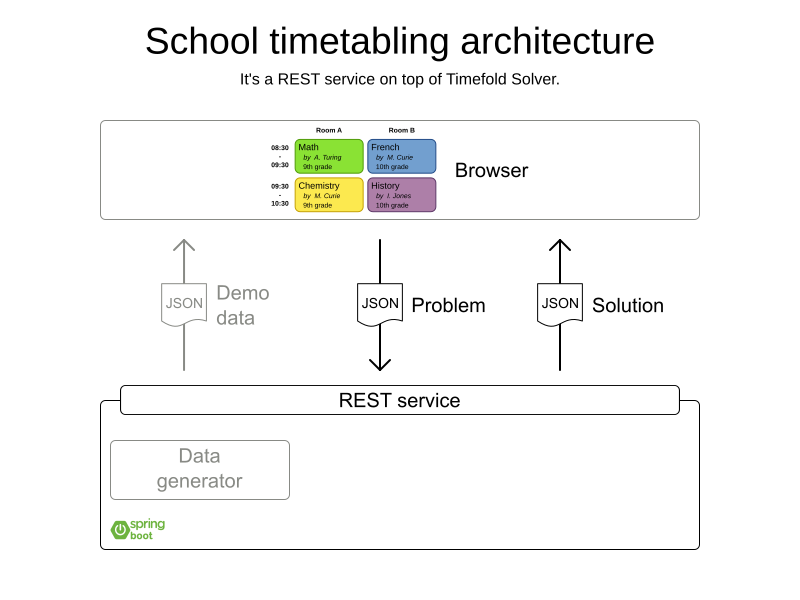 School timetabling architecture
It's a REST service on top of Timefold Solver.
Room A
Room B
08:30
-
09:30
Math
by A. Turing
9th grade
French
by M. Curie
10th grade
09:30
-
10:30
Chemistry
by M. Curie
9th grade
History
by I. Jones
10th grade
Browser
JSON
Demo
data
JSON
Problem
JSON
Solution
REST service
Data
generator
spring
boot